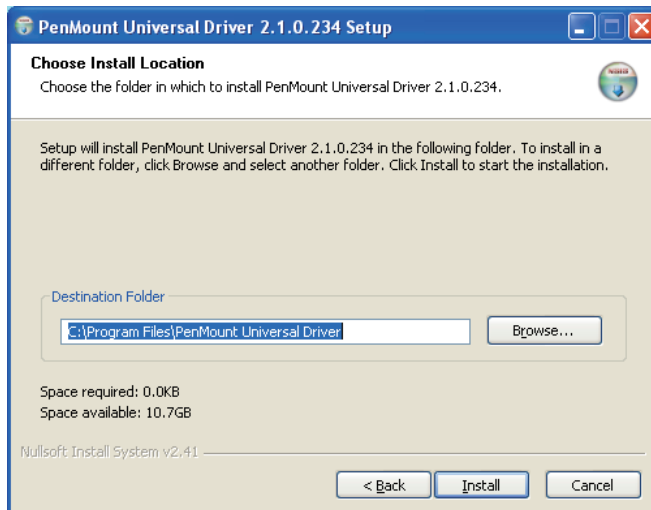 PenMount Universal Driver 2.1.0.234 Setup
Choose Install Location
Choose the folder in which to install PenMount Universal Driver 2.1.0.234.
Setup will install PenMount Universal Driver 2.1.0.234 in the following folder. To install in a
different folder, click Browse and select another folder. Click Install to start the installation.
Destination Folder
C:\Program Files\PenMount Universal Driver
Browse...
Space required: 0.0KB
Space available: 10.7GB
Nullsoft Install System v2.41
< Back
Install
Cancel